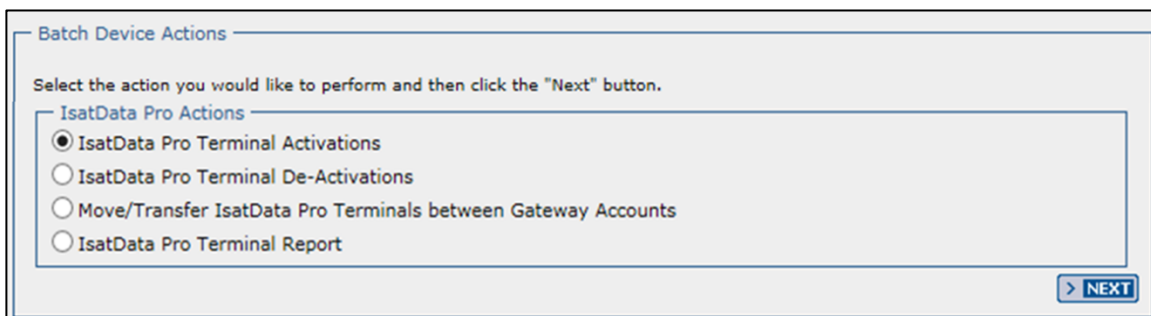 Batch Device Actions
Select the action you would like to perform and then click the "Next" button.
IsatData Pro Actions
IsatData Pro Terminal Activations
IsatData Pro Terminal De-Activations
Move/Transfer IsatData Pro Terminals between Gateway Accounts
IsatData Pro Terminal Report
> NEXT